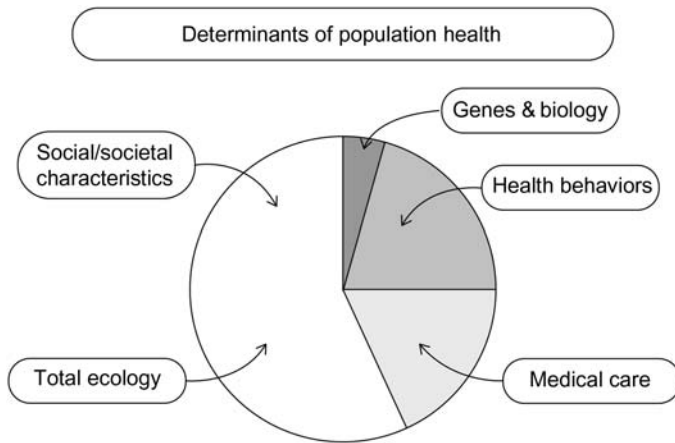 Determinants of population health
Genes & biology
Social/societal
characteristics
Health behaviors
Total ecology
Medical care